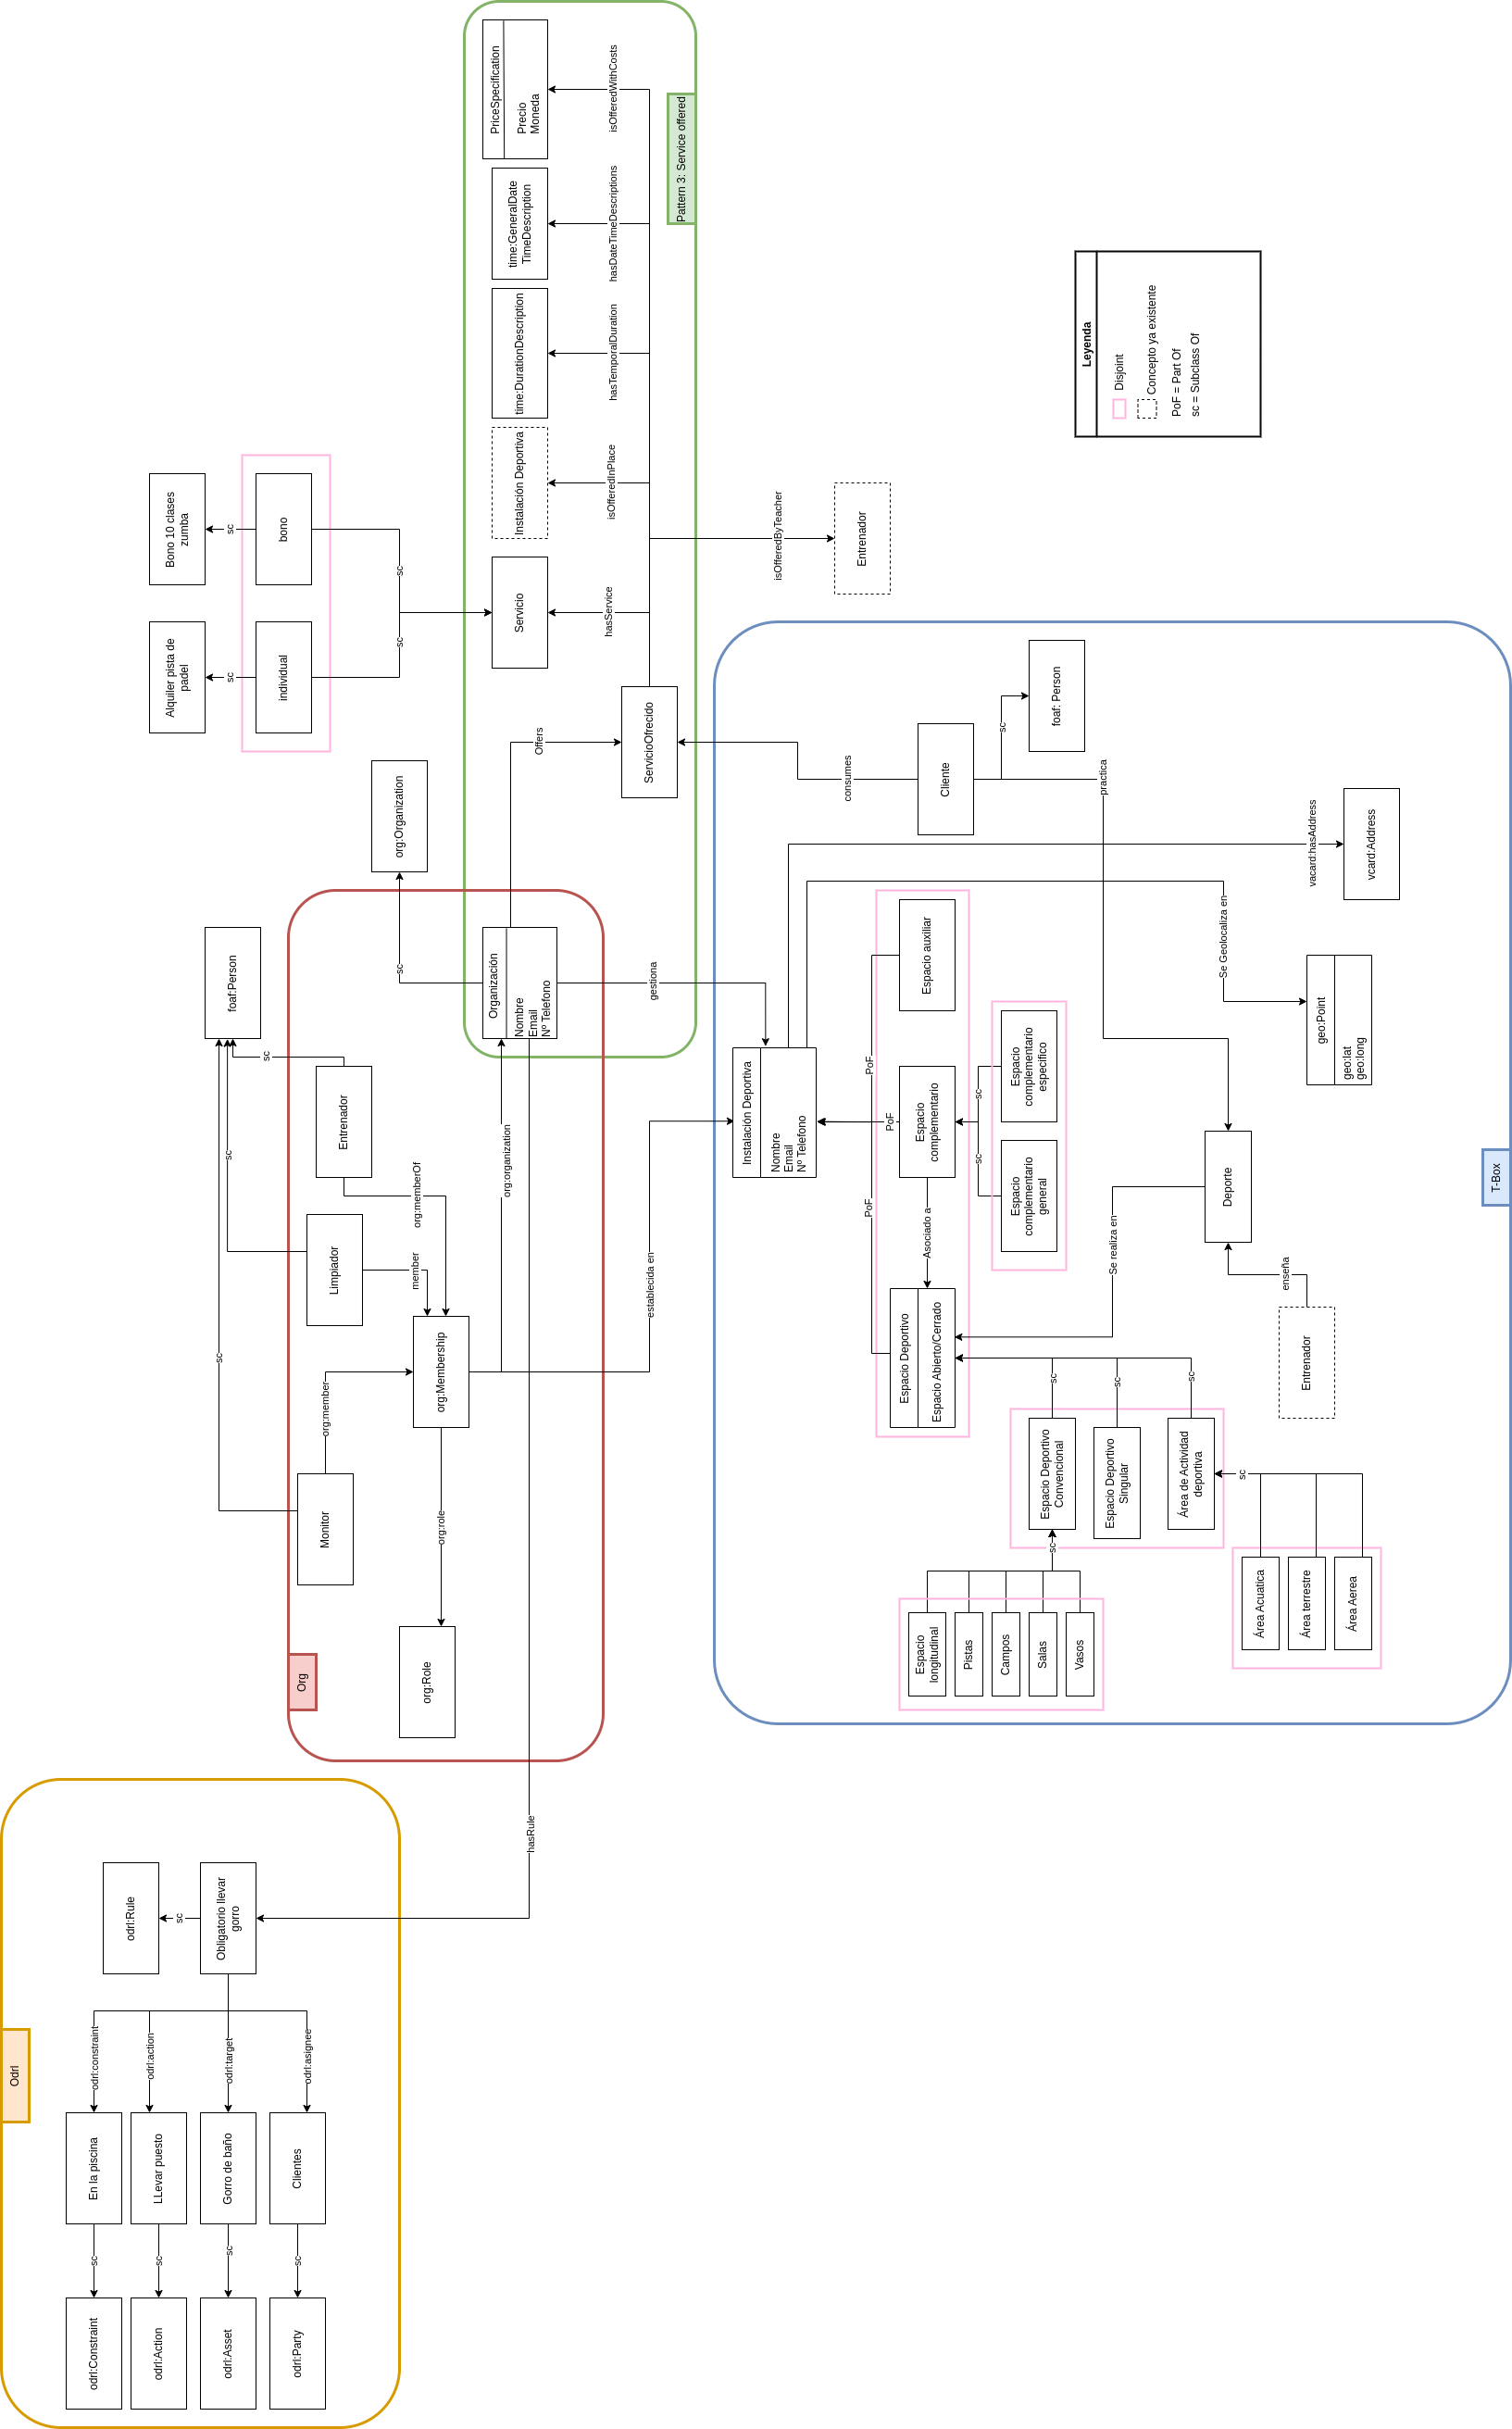 Odrl
odrl:Constraint
odrl:Action
odrl:Asset
odrl:Party
sc
sc
sc
sc
En la piscina
LLevar puesto
Gorro de baño
Clientes
odrl:constraint
odrl:action
odrl:target
odrl:asignee
odrl:Rule
sc
Obligatorio llevar
gorro
hasRule
Org
org:Role
org:role
Monitor
org:member
org:Membership
Limpiador
member
Entrenador
org:memberOf
sc
sc
sc
foaf:Person
org:organization
establecida en
Organización
Nombre
Email
Nº Telefono
gestiona
sc
org:Organization
Offers
ServicioOfrecido
Alquiler pista de
padel
sc
individual
sc
Bono 10 clases
zumba
sc
bono
sc
Servicio
hasService
Instalación Deportiva
isOfferedInPlace
time:DurationDescription
hasTemporalDuration
time:GeneralDate
TimeDescription
hasDateTimeDescriptions
PriceSpecification
Precio
Moneda
isOfferedWithCosts
Pattern 3: Service offered
isOfferedByTeacher
Entrenador
T-Box
Instalación Deportiva
Nombre
Email
Nº Telefono
PoF
PoF
PoF
Espacio Deportivo
Espacio Abierto/Cerrado
Asociado a
Espacio
complementario
Espacio auxiliar
sc
sc
Espacio
complementario
general
Espacio
complementario
especifico
Espacio
longitudinal
Pistas
Campos
Salas
Vasos
sc
Espacio Deportivo
Convencional
Espacio Deportivo
Singular
Área de Actividad
deportiva
sc
sc
sc
sc
Área Acuatica
Área terrestre
Área Aerea
Se realiza en
Deporte
enseña
Entrenador
consumes
Cliente
sc
foaf: Person
practica
Se Geolocaliza en
geo:Point
geo:lat
geo:long
vacard:hasAddress
vcard:Address
Leyenda
Disjoint
Concepto ya existente
PoF = Part Of
sc = Subclass Of